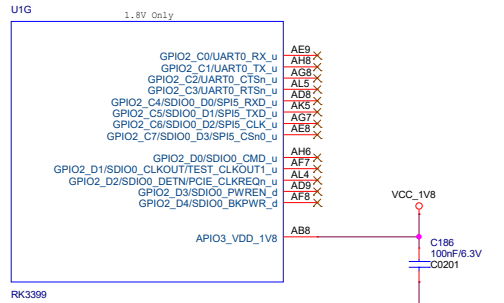 U1G
1.8V Only
GPIO2_C0/UART0_RX_u AE9
GPIO2_C1/UART0_TX_u AH8
GPIO2_C2/UART0_CTSn_u AG8
GPIO2_C3/UART0_RTSn_u AL5
GPIO2_C4/SDIO0_D0/SPI5_RXD_u AD8
GPIO2_C5/SDIO0_D1/SPI5_TXD_u AK5
GPIO2_C6/SDIO0_D2/SPI5_CLK_u AG7
GPIO2_C7/SDIO0_D3/SPI5_CSn0_u AE8
GPIO2_D0/SDIO0_CMD_u AH6
GPIO2_D1/SDIO0_CLKOUT/TEST_CLKOUT1_u AF7
GPIO2_D2/SDIO0_DETN/PCIE_CLKREQn_u AL4
GPIO2_D3/SDIO0_PWREN_d AD9
GPIO2_D4/SDIO0_BKPWR_d AF8
VCC_1V8
APIO3_VDD_1V8 AB8
C186
100nF/6.3V
C0201
RK3399